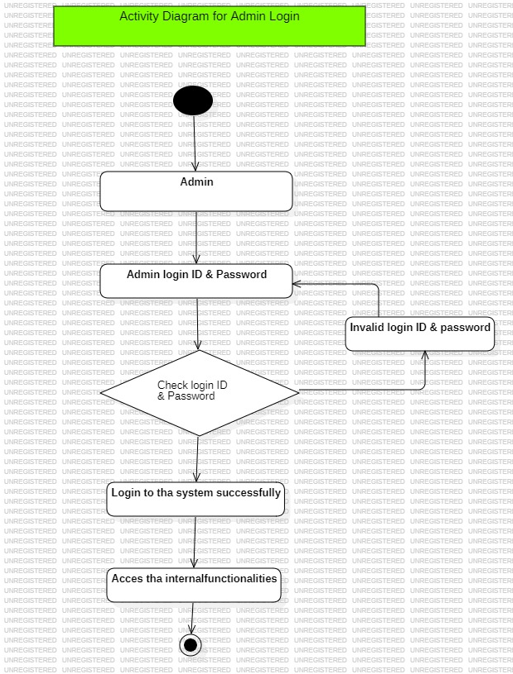 Activity Diagram for Admin Login
Admin
Admin login ID & Password
Invalid login ID & password
Check login ID
& Password
Login to tha system successfully
Acces tha internalfunctionalities
UNREGISTERED